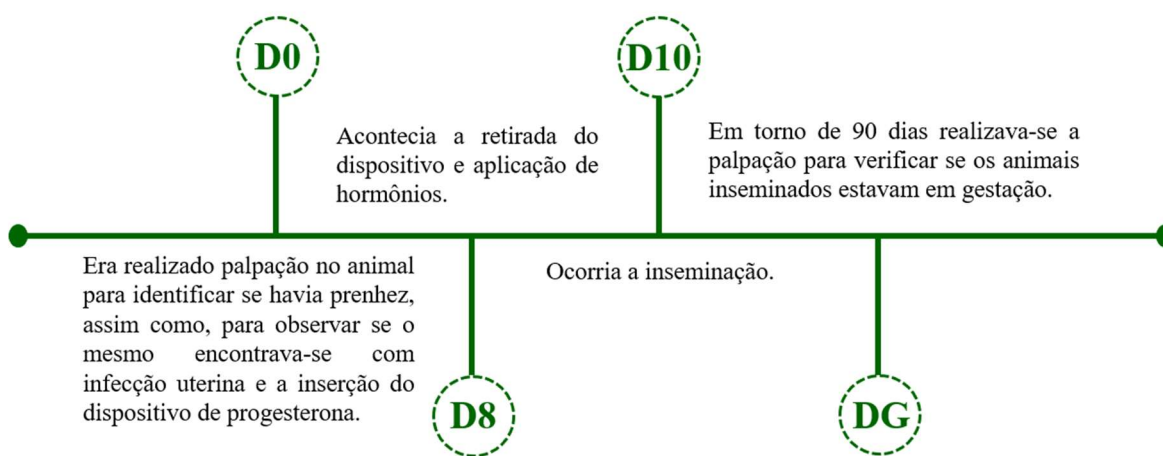 D0
Era realizado palpação no animal
para identificar se havia prenhez,
assim como, para observar se o
mesmo encontrava-se com
infecção uterina e a inserção do
dispositivo de progesterona.
D8
Acontecia a retirada do
dispositivo e aplicação de
hormônios.
D10
Ocorria a inseminação.
DG
Em torno de 90 dias realizava-se a
palpação para verificar se os animais
inseminados estavam em gestação.